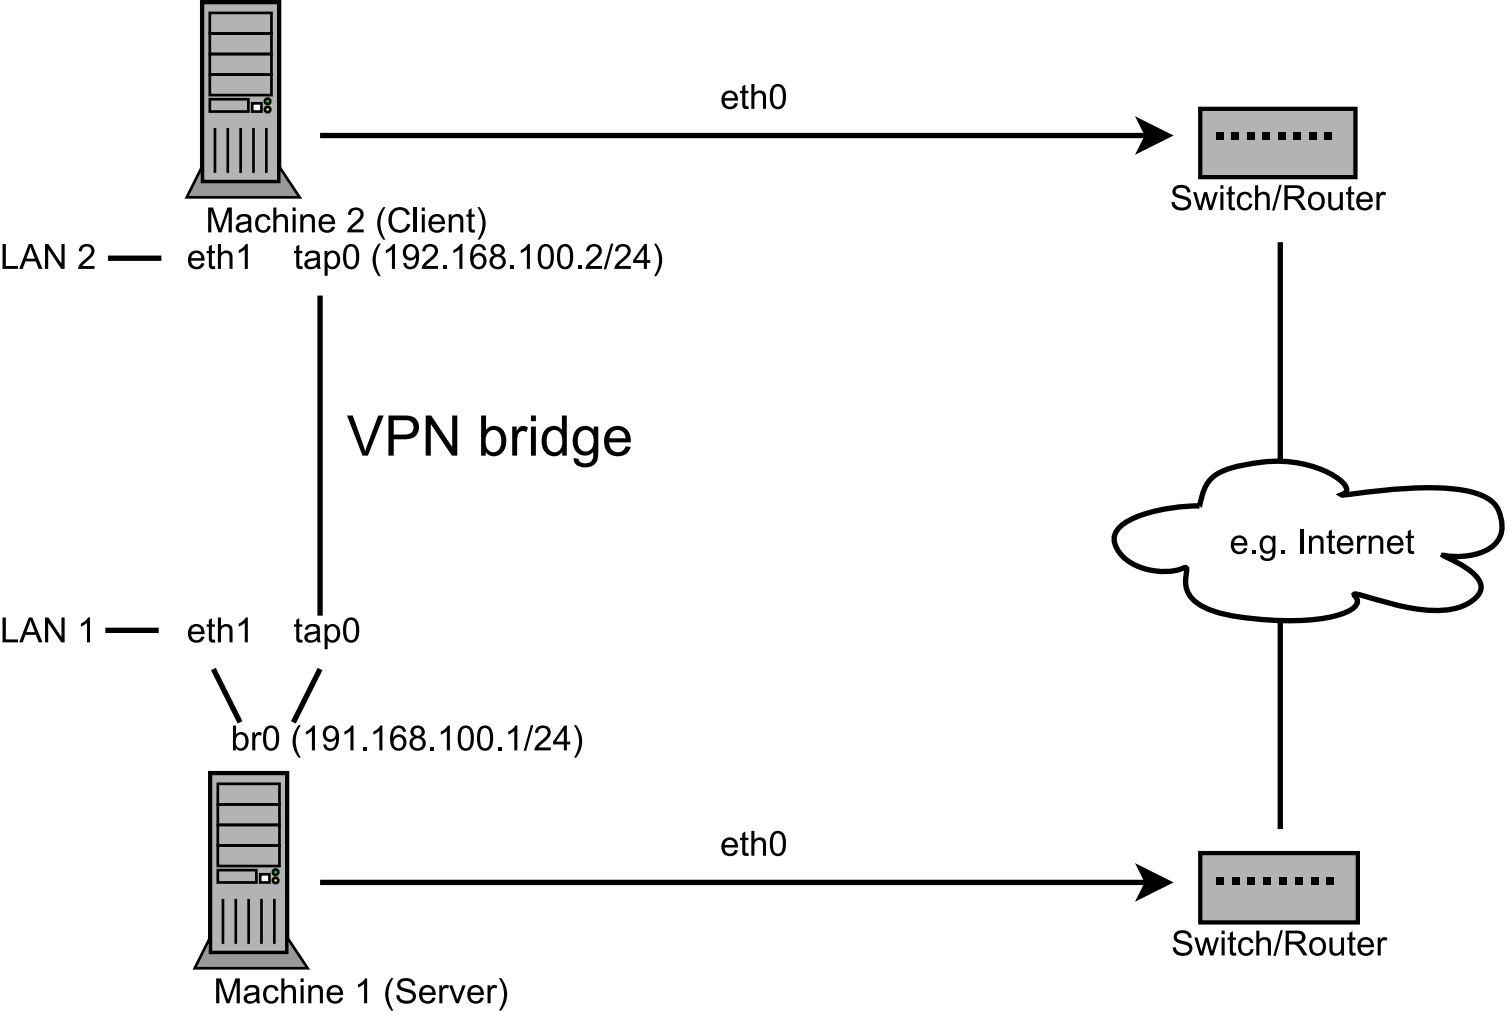 eth0
Switch/Router
Machine 2 (Client)
LAN 2 eth1 tap0 (192.168.100.2/24)
VPN bridge
e.g. Internet
LAN 1 eth1 tap0
br0 (191.168.100.1/24)
eth0
Switch/Router
Machine 1 (Server)